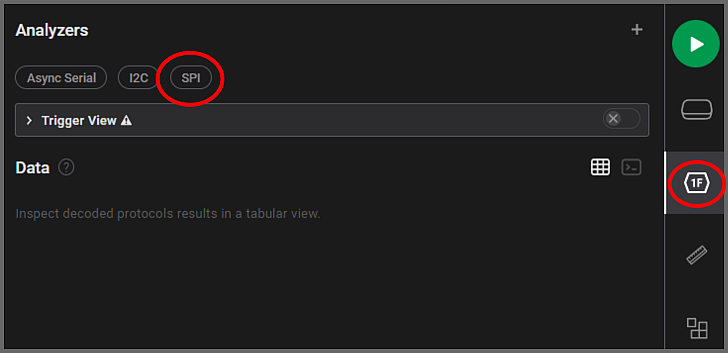 Analyzers
+
Async Serial I2C SPI
Trigger View
Data ?
1F
Inspect decoded protocols results in a tabular view.